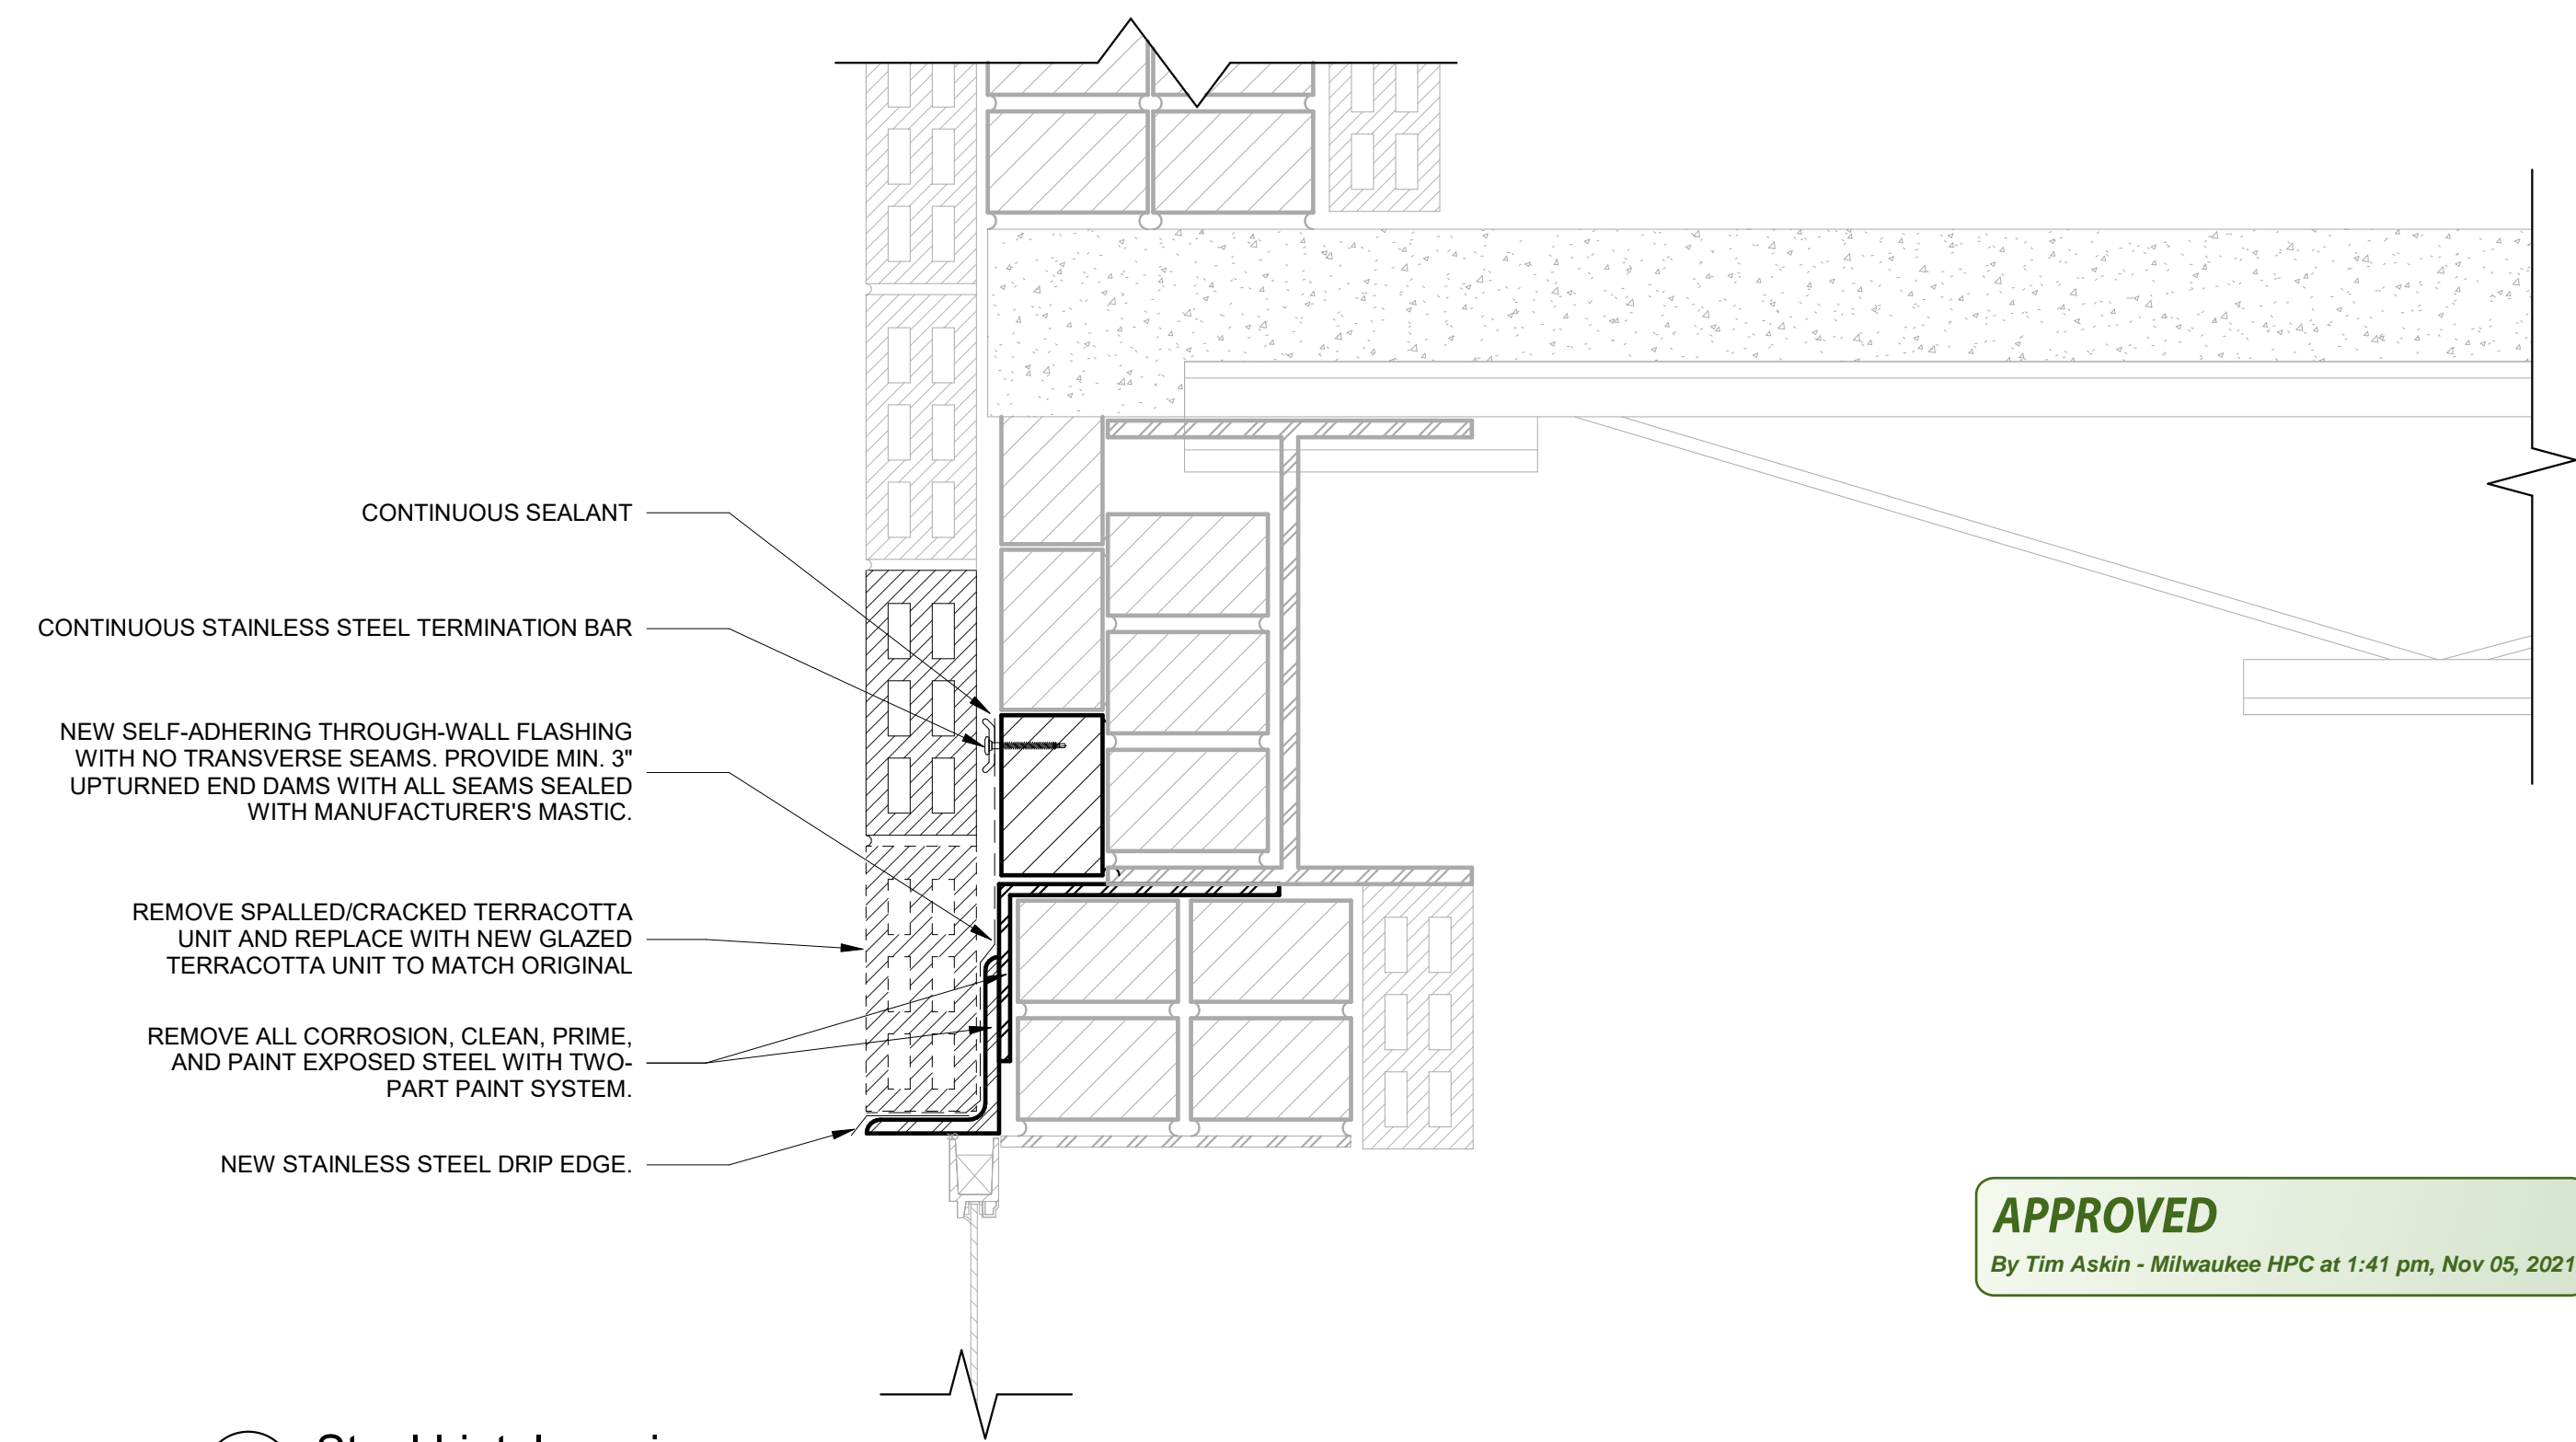 CONTINUOUS SEALANT
CONTINUOUS STAINLESS STEEL TERMINATION BAR
NEW SELF-ADHERING THROUGH-WALL FLASHING
WITH NO TRANSVERSE SEAMS. PROVIDE MIN. 3"
UPTURNED END DAMS WITH ALL SEAMS SEALED
WITH MANUFACTURER'S MASTIC.
REMOVE SPALLED/CRACKED TERRACOTTA
UNIT AND REPLACE WITH NEW GLAZED
TERRACOTTA UNIT TO MATCH ORIGINAL
REMOVE ALL CORROSION, CLEAN, PRIME,
AND PAINT EXPOSED STEEL WITH TWO-
PART PAINT SYSTEM.
NEW STAINLESS STEEL DRIP EDGE.
APPROVED
By Tim Askin - Milwaukee HPC at 1:41 pm, Nov 05, 2021